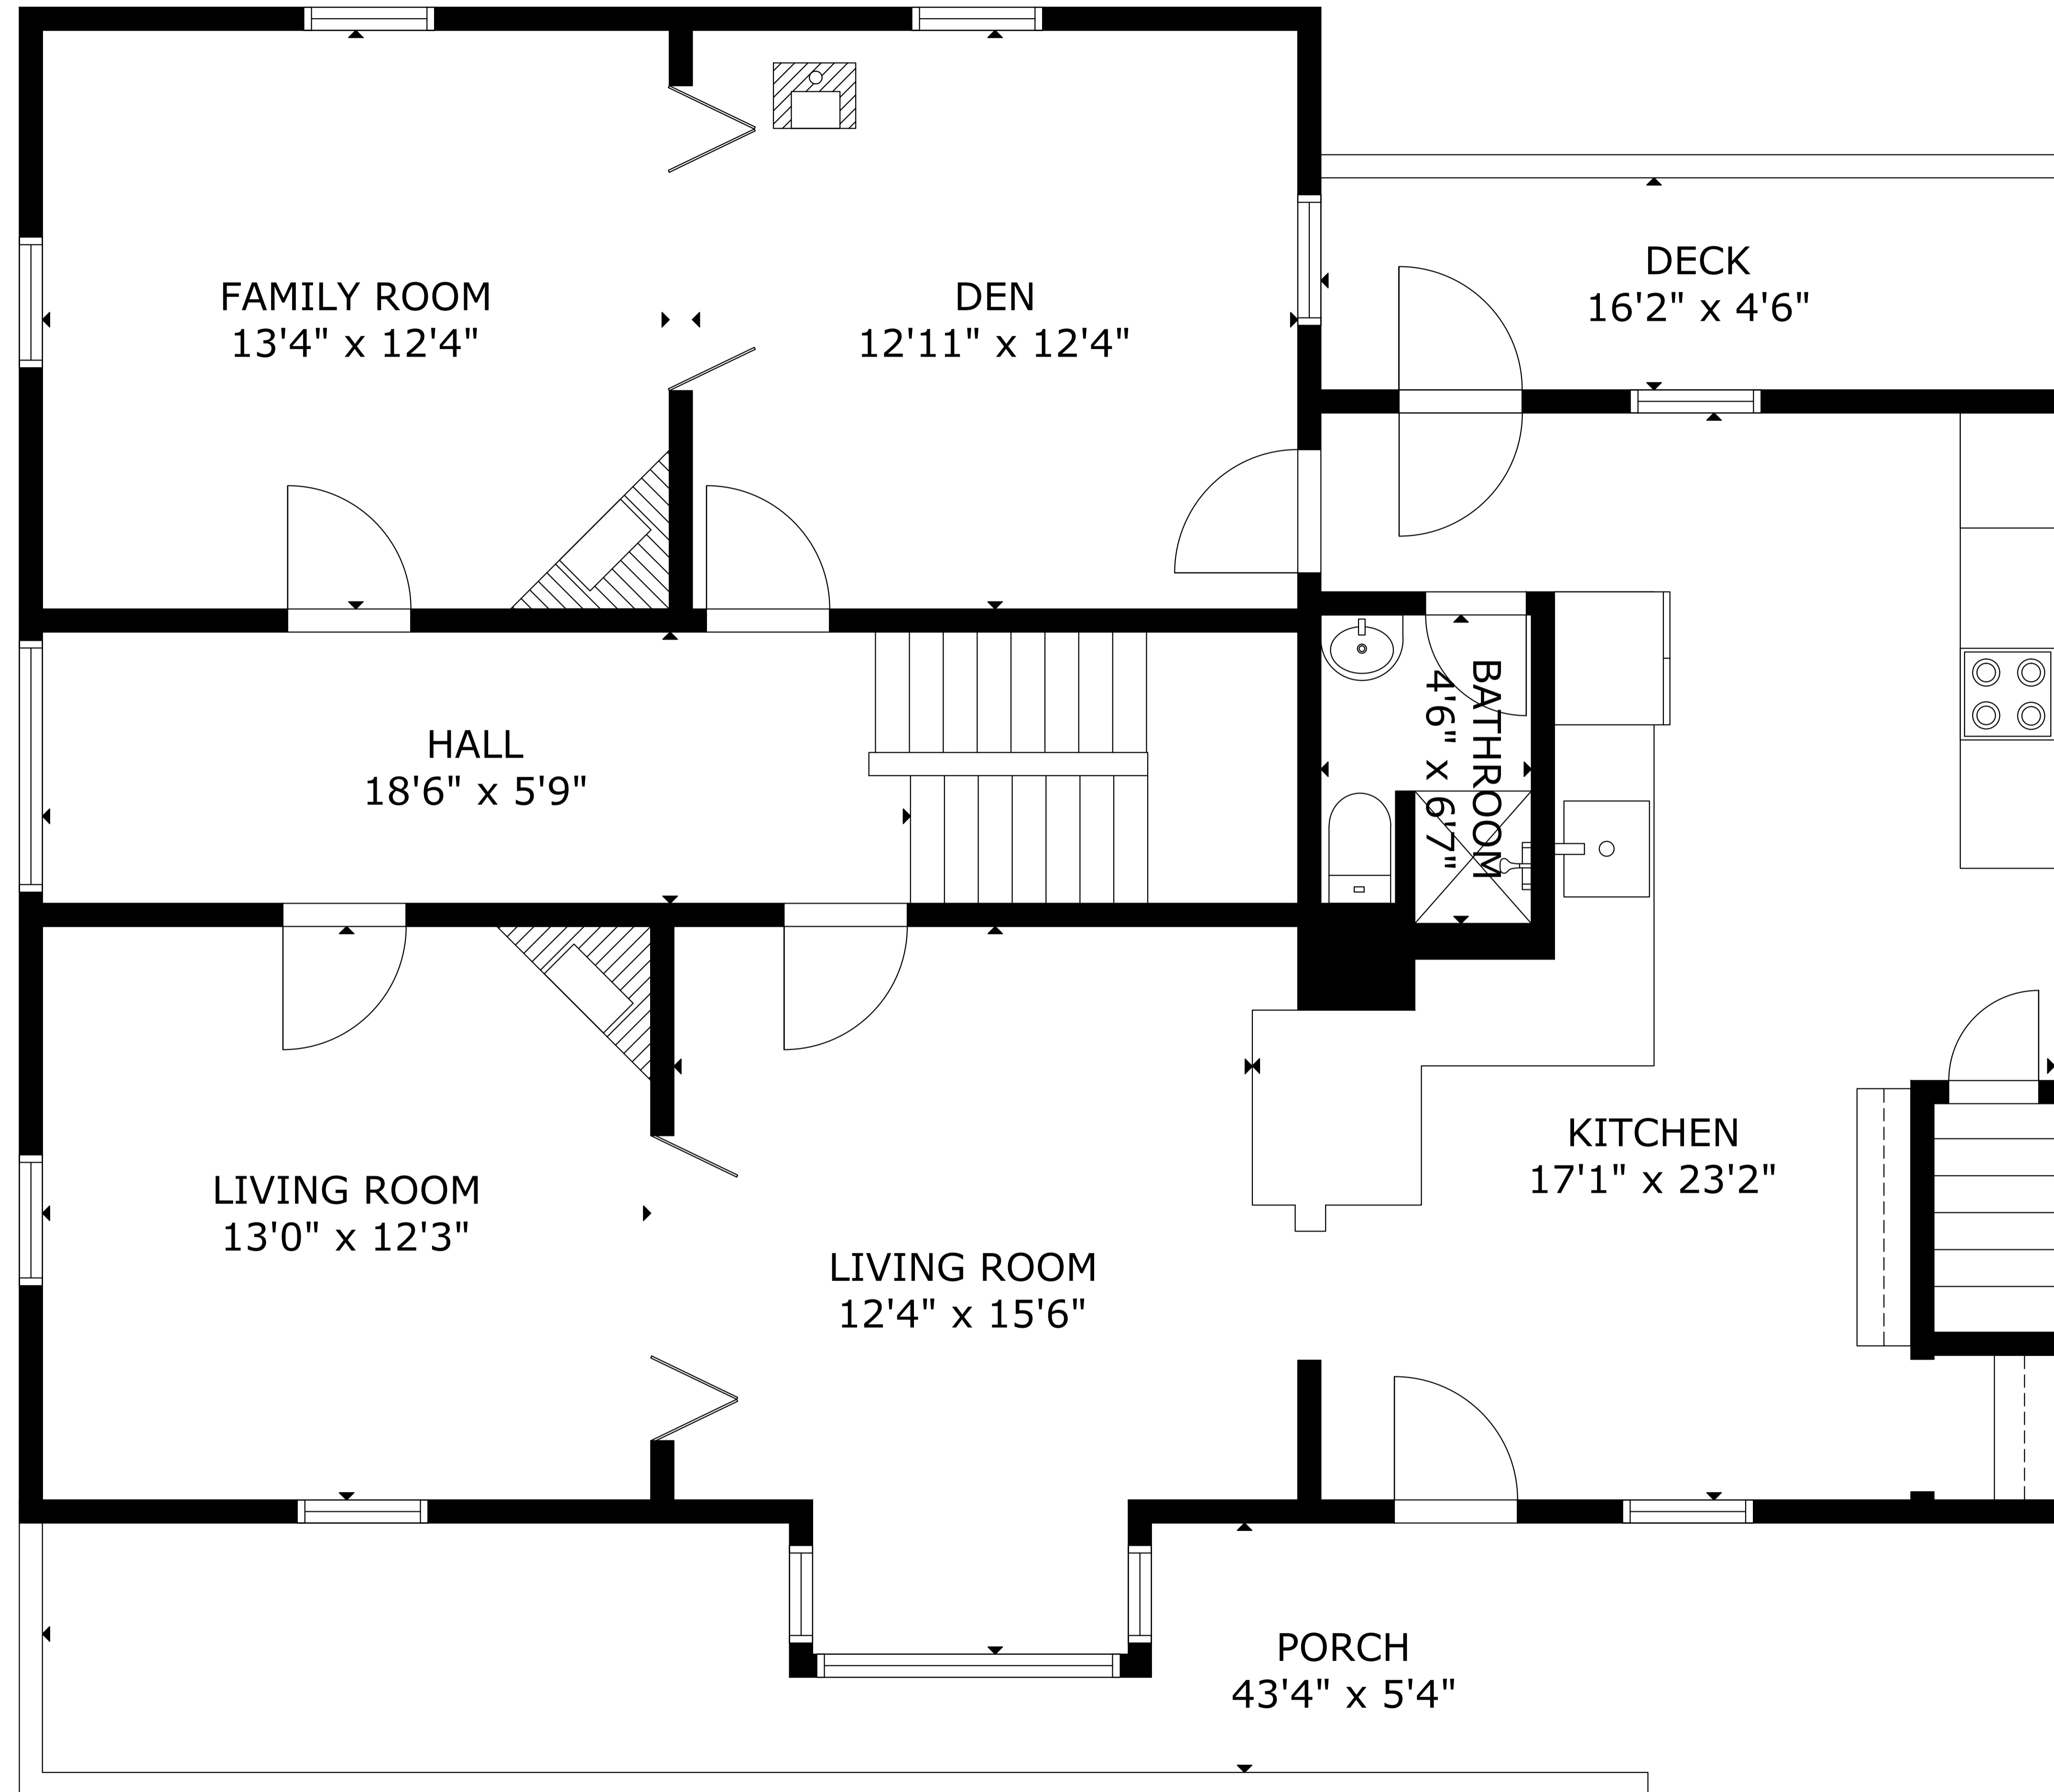 FAMILY ROOM
13'4" x 12'4"
DEN
12'11" x 12'4"
DECK
16'2" x 4'6"
HALL
18'6" x 5'9"
BATHROOM
4'6" x 6'7"
LIVING ROOM
13'0" x 12'3"
LIVING ROOM
12'4" x 15'6"
KITCHEN
17'1" x 23'2"
PORCH
43'4" x 5'4"